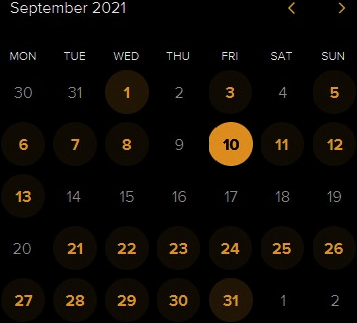 September 2021
MON TUE WED THU FRI SAT SUN
30 31 1 2 3 4 5
6 7 8 9 10 11 12
13 14 15 16 17 18 19
20 21 22 23 24 25 26
27 28 29 30 31 1 2